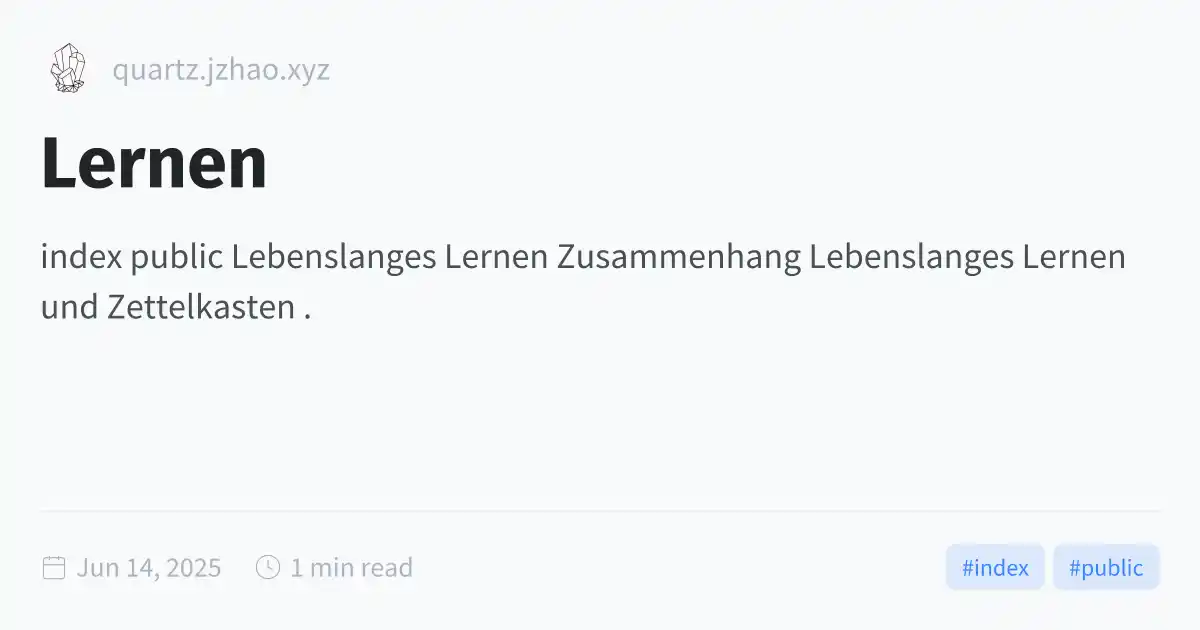 quartz.jzhao.xyz
Lernen
index public Lebenslanges Lernen Zusammenhang Lebenslanges Lernen
und Zettelkasten .
Jun 14, 2025 1 min read #index #public